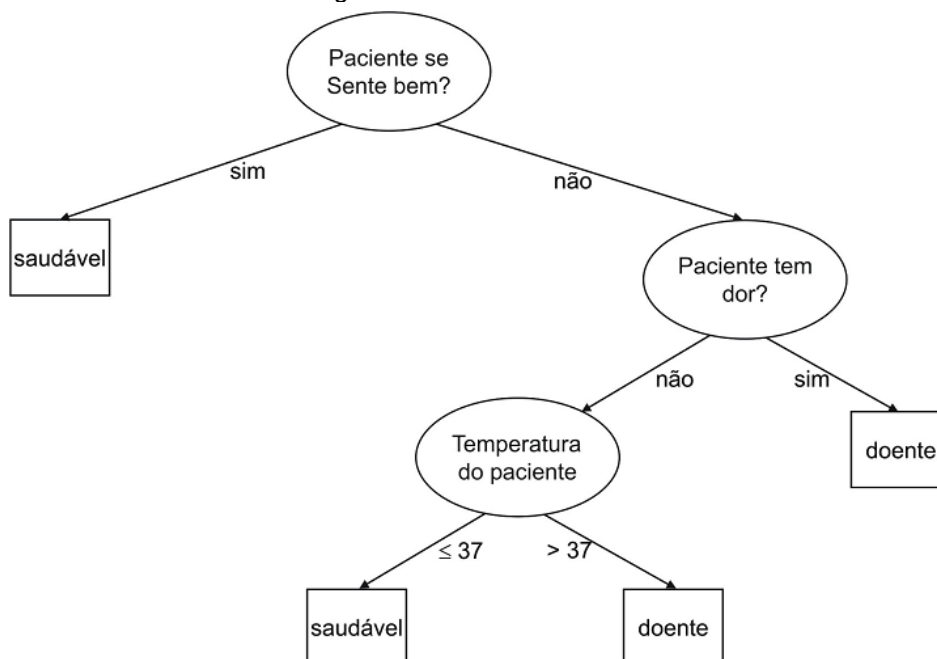 Paciente se
Sente bem?
sim
não
saudável
Paciente tem
dor?
não
sim
Temperatura
do paciente
doente
≤ 37
> 37
saudável
doente